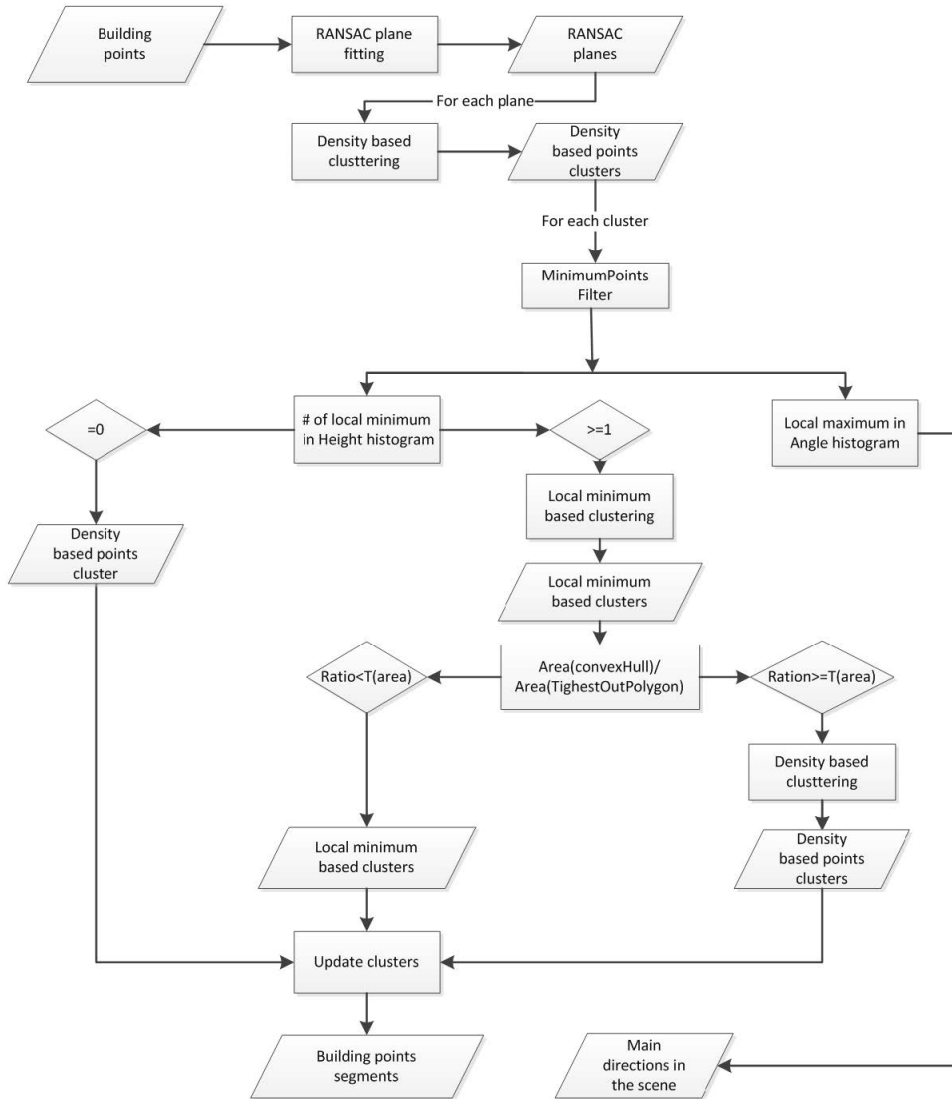 Building
points
RANSAC plane
fitting
RANSAC
planes
For each plane
Density based
clusttering
Density
based points
clusters
For each cluster
MinimumPoints
Filter
=0
# of local minimum
in Height histogram
>=1
Local maximum in
Angle histogram
Local minimum
based clustering
Density
based points
cluster
Local minimum
based clusters
Ratio<T(area)
Area(convexHull)/
Area(TighestOutPolygon)
Ration>=T(area)
Density based
clusttering
Local minimum
based clusters
Density
based points
clusters
Update clusters
Building points
segments
Main
directions in
the scene